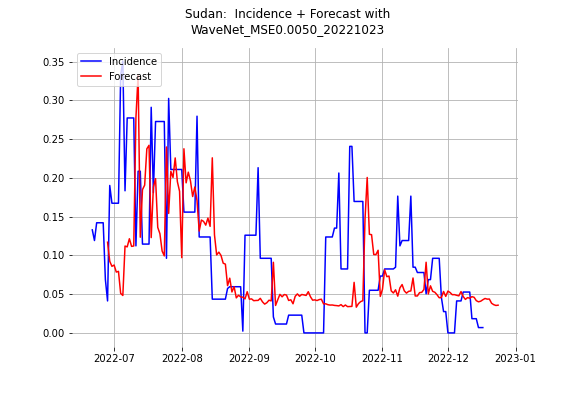 Sudan:  Incidence + Forecast with
WaveNet_MSE0.0050_20221023
Incidence
Forecast
0.35
0.30
0.25
0.20
0.15
0.10
0.05
0.00
2022-07 2022-08 2022-09 2022-10 2022-11 2022-12 2023-01